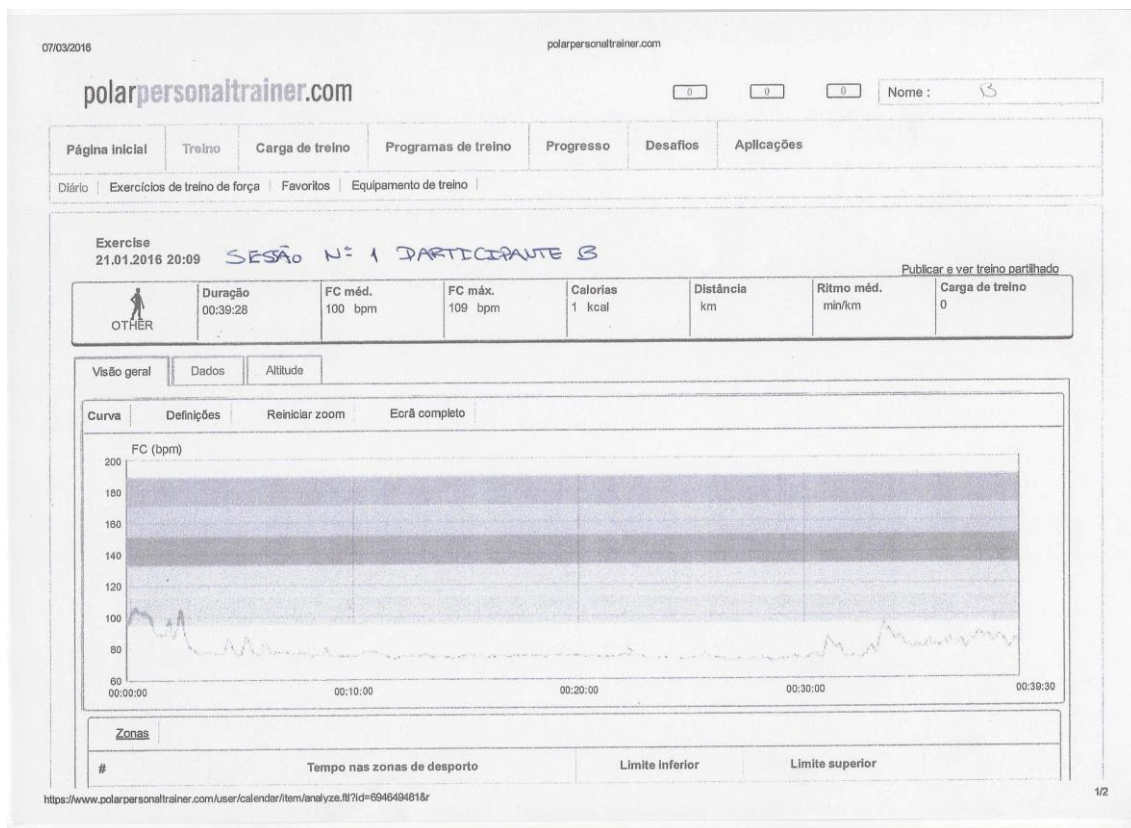 07/03/2016 polarpersonaltrainer.com
polarpersonaltrainer.com 0 0 0 Nome : B
Página inicial Treino Carga de treino Programas de treino Progresso Desafios Aplicações
Diário Exercícios de treino de força Favoritos Equipamento de treino
Exercise
21.01.2016 20:09 SESÃO Nº 1 PARTICIPANTE B
Publicar e ver treino partilhado
OTHER
Duração
00:39:28
FC méd.
100 bpm
FC máx.
109 bpm
Calorias
1 kcal
Distância
km
Ritmo méd.
min/km
Carga de treino
0
Visão geral Dados Altitude
Curva Definições Reiniciar zoom Ecrã completo
FC (bpm)
200
180
160
140
120
100
80
60
00:00:00 00:10:00 00:20:00 00:30:00 00:39:30
Zonas
# Tempo nas zonas de desporto Limite inferior Limite superior
https://www.polarpersonaltrainer.com/user/calendar/item/analyze.ftl?id=694649481&r 1/2